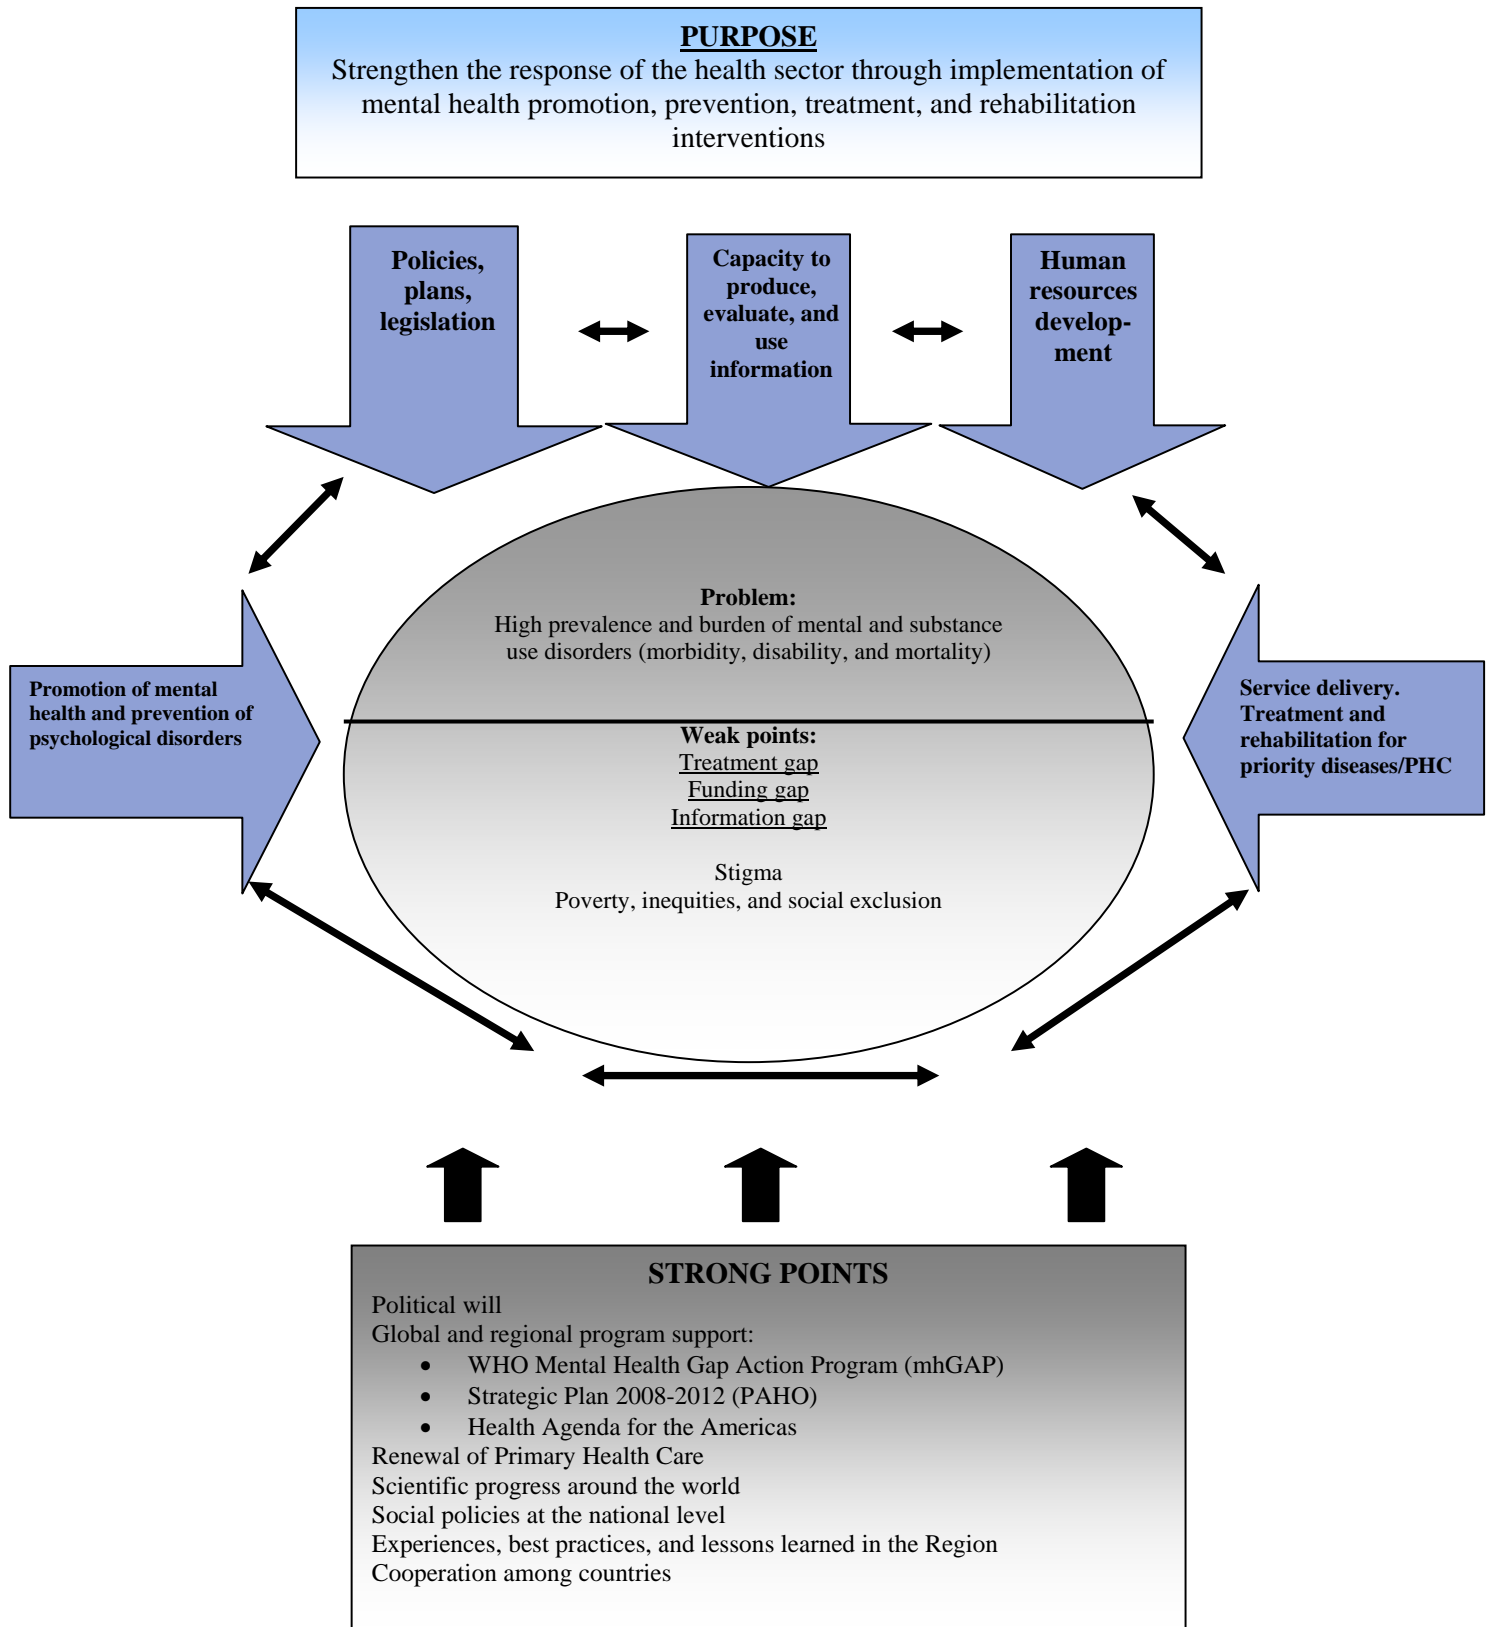 PURPOSE
Strengthen the response of the health sector through implementation of
mental health promotion, prevention, treatment, and rehabilitation
interventions
Policies,
plans,
legislation
Capacity to
produce,
evaluate, and
use
information
Human
resources
develop-
ment
Problem:
High prevalence and burden of mental and substance
use disorders (morbidity, disability, and mortality)
Promotion of mental
health and prevention of
psychological disorders
Weak points:
Treatment gap
Funding gap
Information gap
Stigma
Poverty, inequities, and social exclusion
Service delivery.
Treatment and
rehabilitation for
priority diseases/PHC
STRONG POINTS
Political will
Global and regional program support:
• WHO Mental Health Gap Action Program (mhGAP)
• Strategic Plan 2008-2012 (PAHO)
• Health Agenda for the Americas
Renewal of Primary Health Care
Scientific progress around the world
Social policies at the national level
Experiences, best practices, and lessons learned in the Region
Cooperation among countries